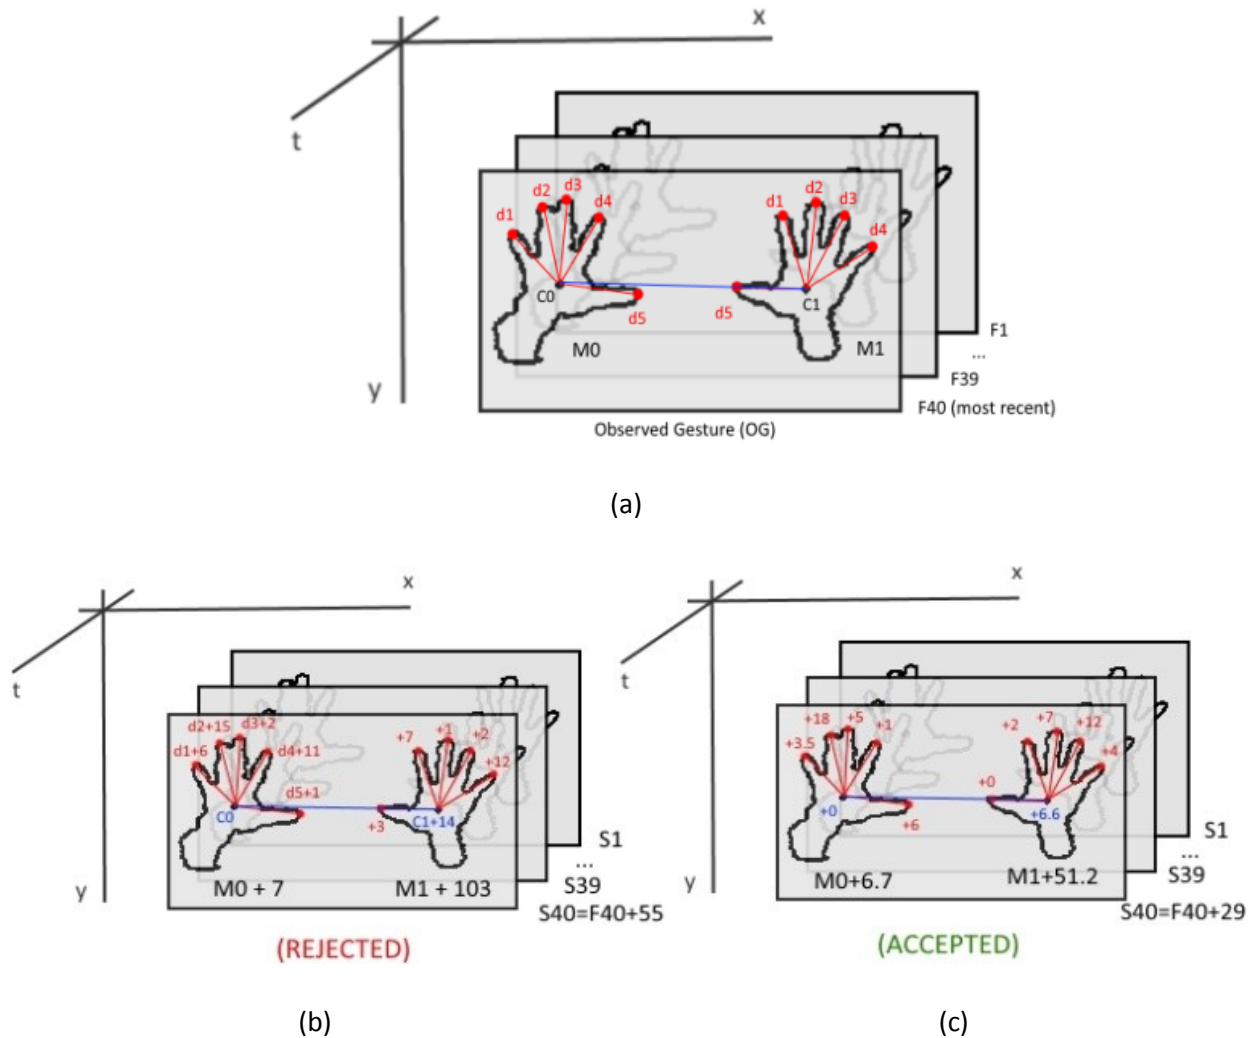 x
t
y
d1
d2
d3
d4
d5
C0
M0
d1
d2
d3
d4
d5
C1
M1
F1
...
F39
F40 (most recent)
Observed Gesture (OG)
(a)
x
t
y
d1+6
d2+15
d3+2
d4+11
d5+1
C0
+7
+1
+2
+12
+3
C1+14
M0 + 7
M1 + 103
S1
...
S39
S40=F40+55
(REJECTED)
(b)
x
t
y
+3.5
+18
+5
+1
+6
+0
+2
+7
+12
+4
+0
+6.6
M0+6.7
M1+51.2
S1
...
S39
S40=F40+29
(ACCEPTED)
(c)